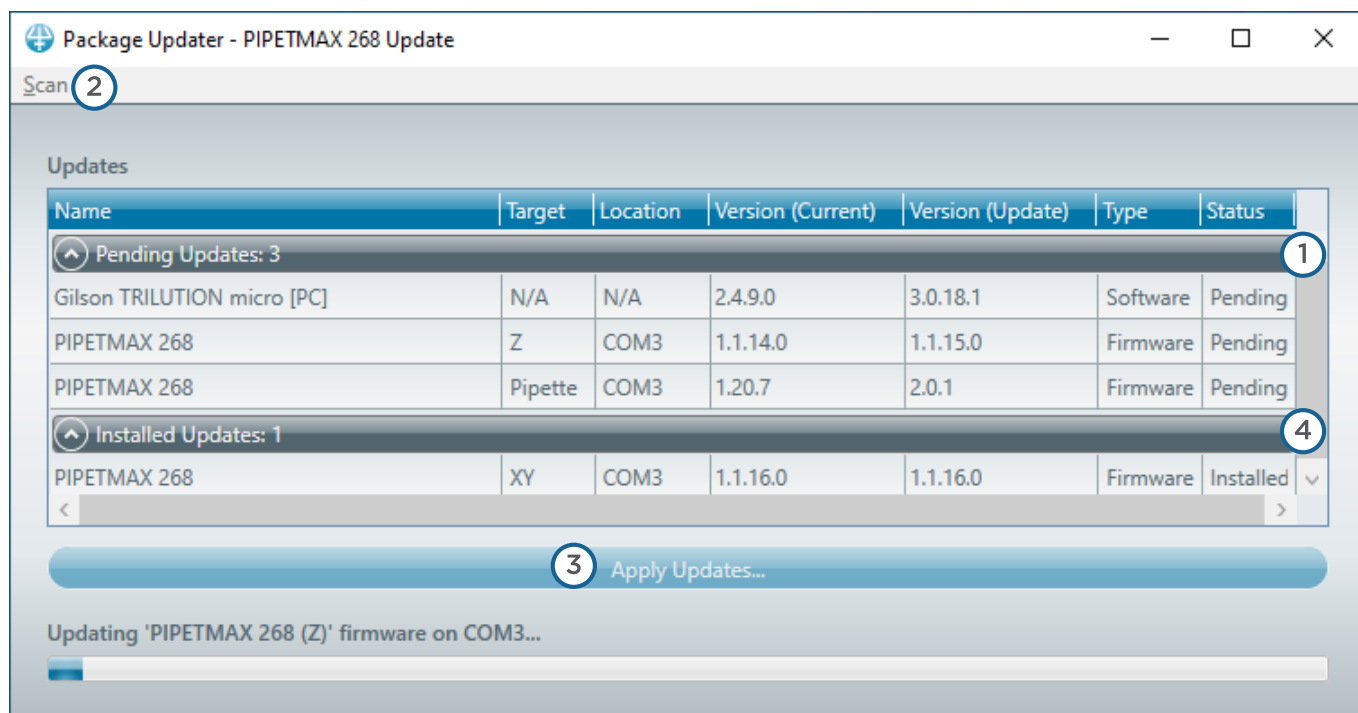 Package Updater - PIPETMAX 268 Update
Scan 2
Updates
Name Target Location Version (Current) Version (Update) Type Status
Pending Updates: 3 1
Gilson TRILUTION micro [PC] N/A N/A 2.4.9.0 3.0.18.1 Software Pending
PIPETMAX 268 Z COM3 1.1.14.0 1.1.15.0 Firmware Pending
PIPETMAX 268 Pipette COM3 1.20.7 2.0.1 Firmware Pending
Installed Updates: 1 4
PIPETMAX 268 XY COM3 1.1.16.0 1.1.16.0 Firmware Installed
3 Apply Updates...
Updating 'PIPETMAX 268 (Z)' firmware on COM3...